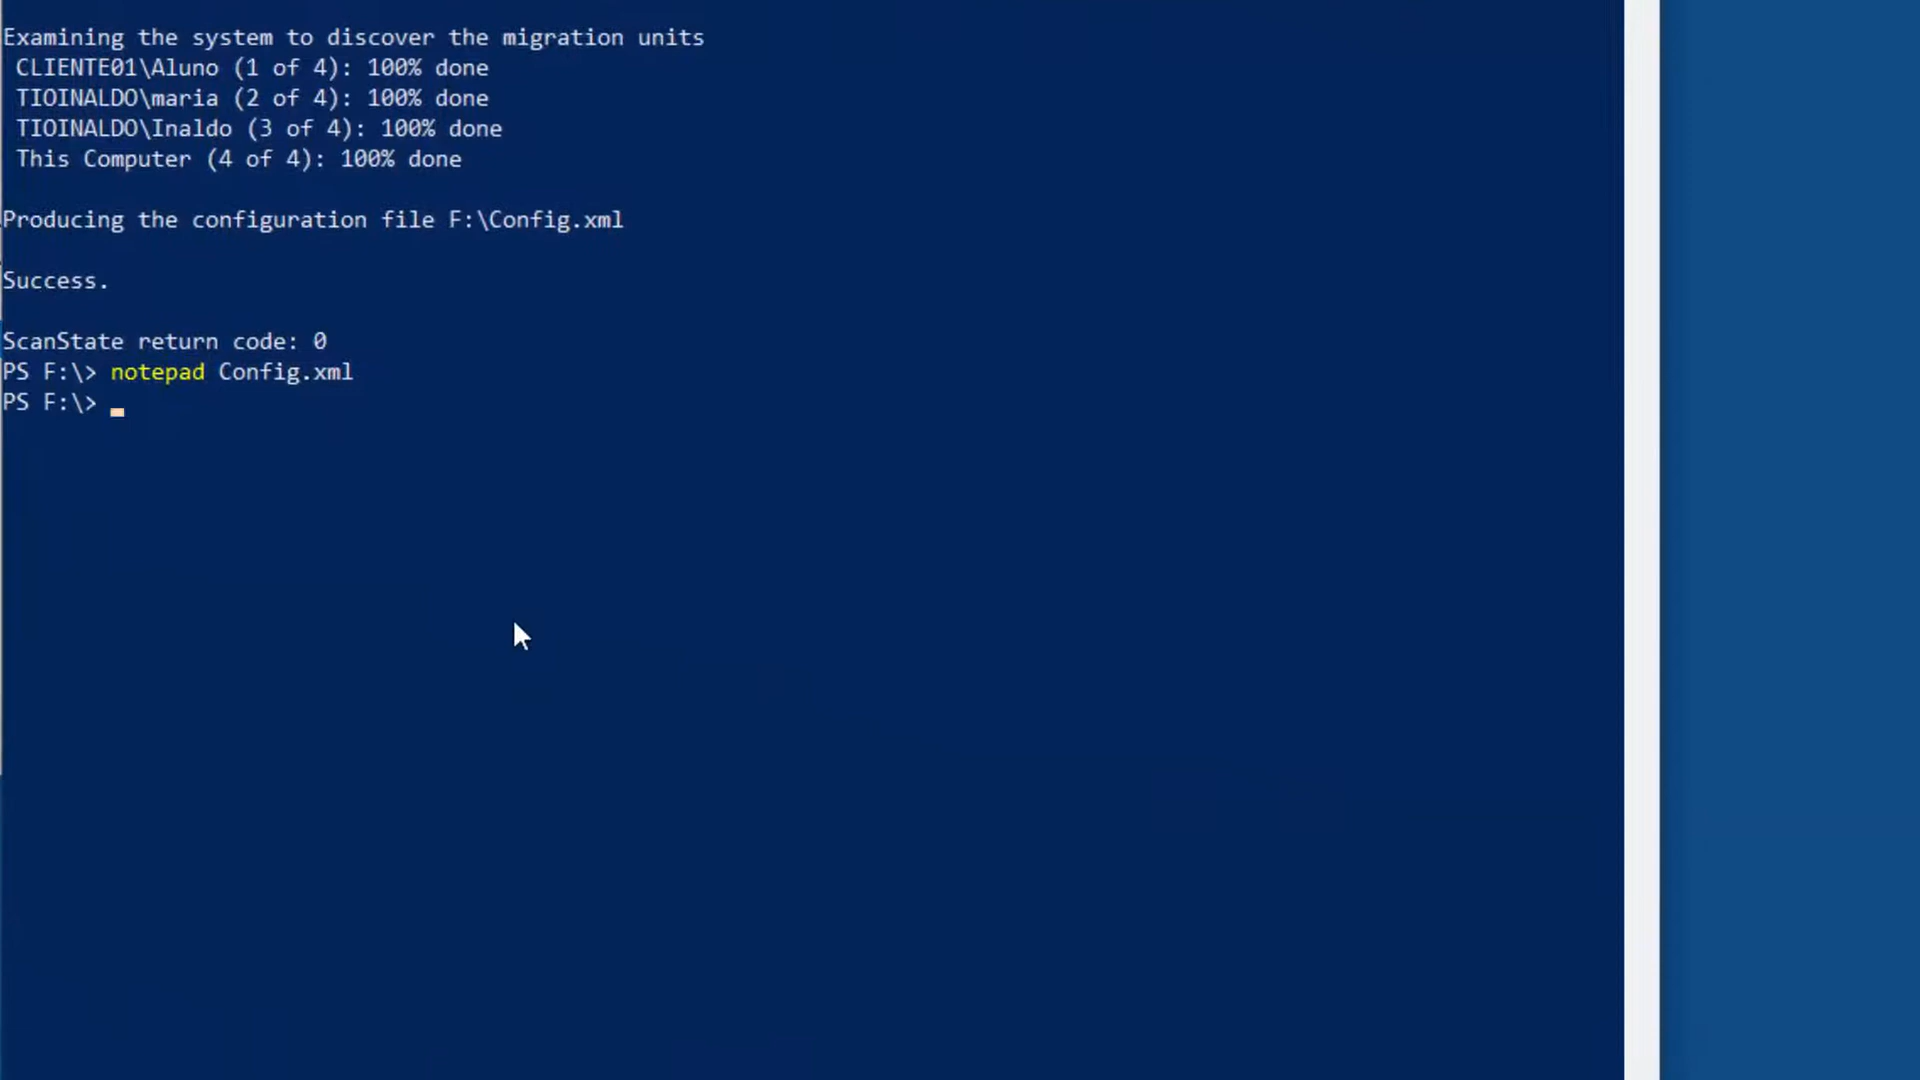 Examining the system to discover the migration units
CLIENTE01\Aluno (1 of 4): 100% done
TIOINALDO\maria (2 of 4): 100% done
TIOINALDO\Inaldo (3 of 4): 100% done
This Computer (4 of 4): 100% done
Producing the configuration file F:\Config.xml
Success.
ScanState return code: 0
PS F:\> notepad Config.xml
PS F:\>